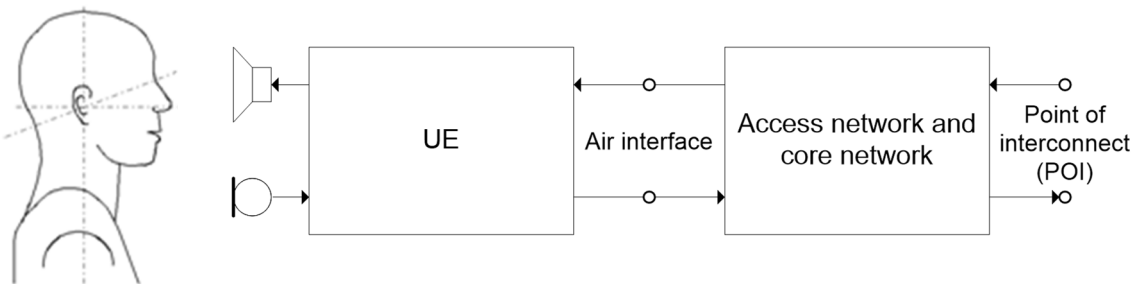 UE
Air interface
Access network and
core network
Point of
interconnect
(POI)